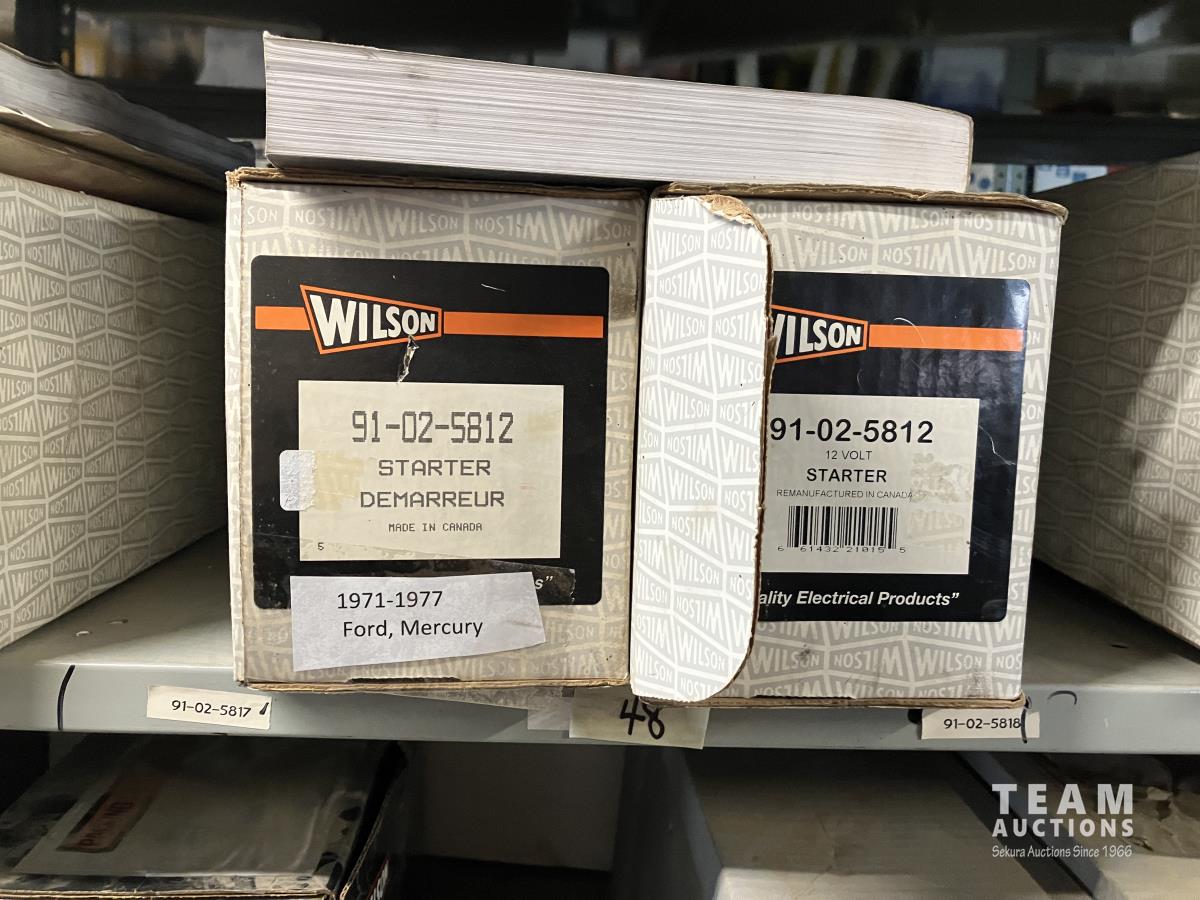 WILSON
91-02-5812
STARTER
DEMARREUR
MADE IN CANADA
5
1971-1977
Ford, Mercury
WILSON
91-02-5812
12 VOLT
STARTER
REMANUFACTURED IN CANADA
6 61432 21015 5
ality Electrical Products”
91-02-5817
48
91-02-5818
TEAM
AUCTIONS
Sekura Auctions Since 1966